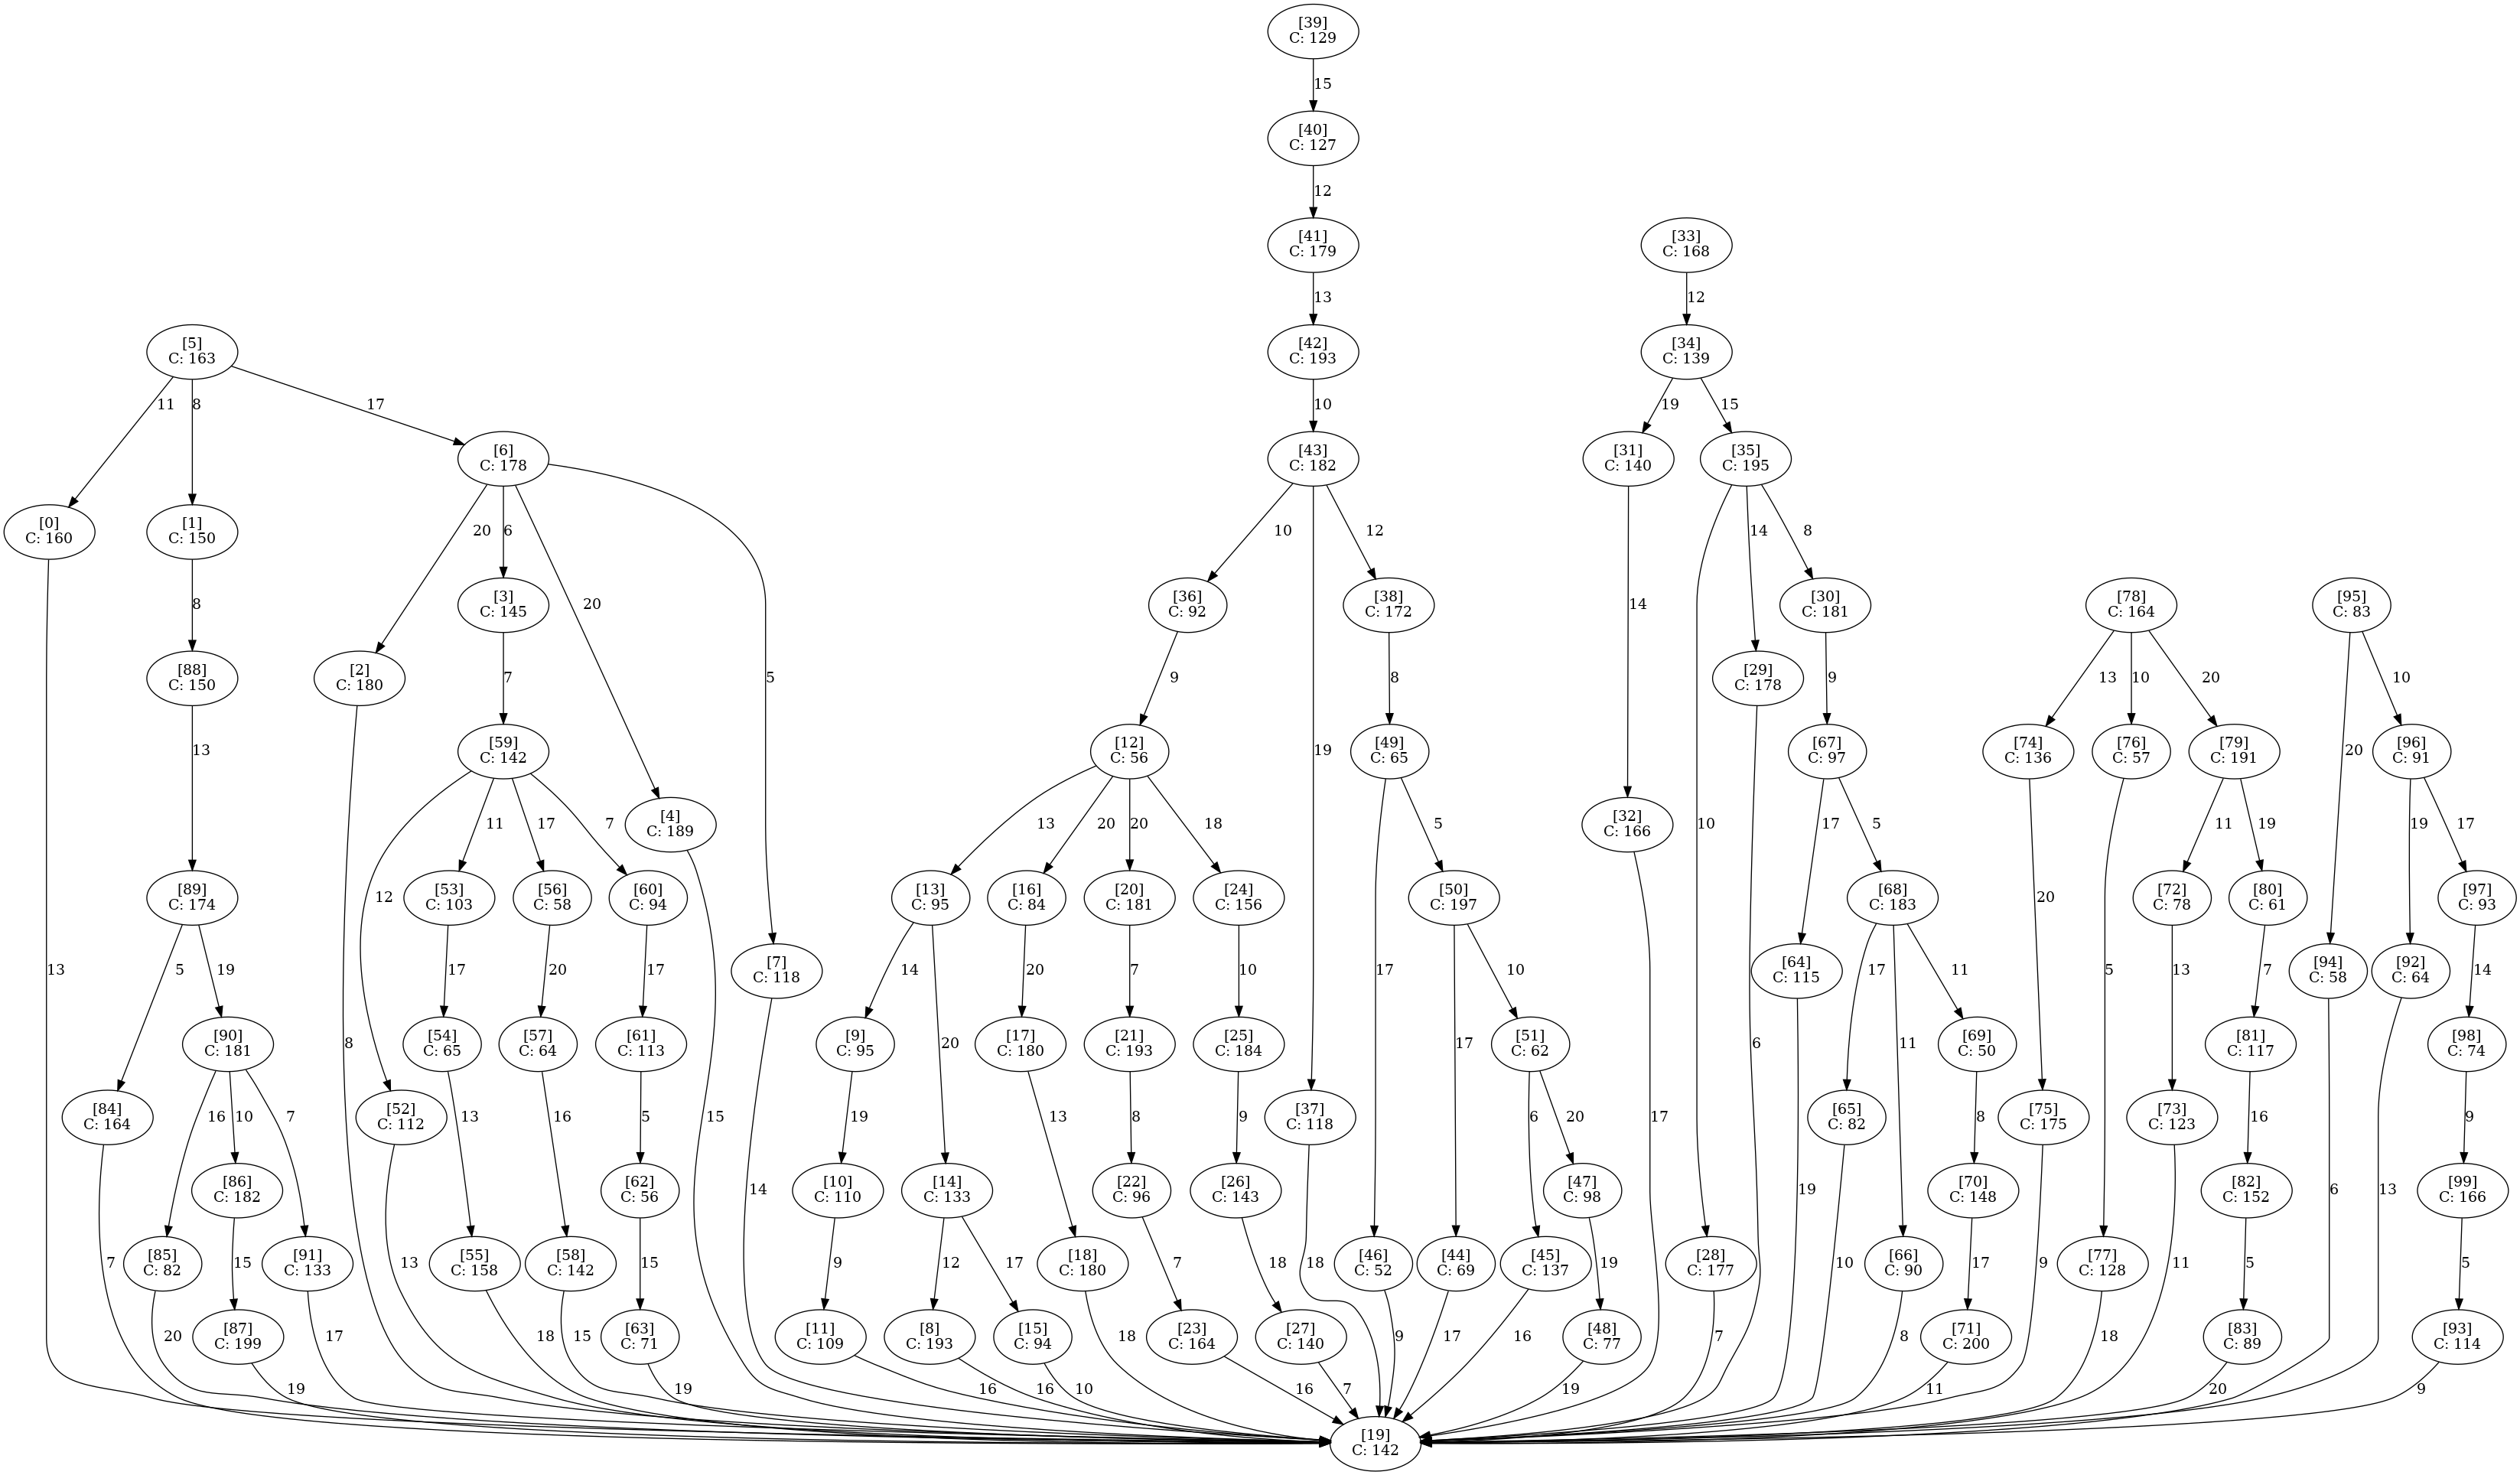 [39]
C: 129
15
[40]
C: 127
12
[41]
C: 179
[33]
C: 168
13
12
[5]
C: 163
[42]
C: 193
[34]
C: 139
11
8
17
10
19
15
[6]
C: 178
[43]
C: 182
[31]
C: 140
[35]
C: 195
[0]
C: 160
[1]
C: 150
20
6
10
12
14
8
8
20
[3]
C: 145
[36]
C: 92
[38]
C: 172
14
[30]
C: 181
[78]
C: 164
[95]
C: 83
[88]
C: 150
[2]
C: 180
7
5
9
8
[29]
C: 178
9
13
10
20
10
13
[59]
C: 142
[12]
C: 56
19
[49]
C: 65
[67]
C: 97
[74]
C: 136
[76]
C: 57
[79]
C: 191
20
[96]
C: 91
11
17
7
[4]
C: 189
13
20
20
18
5
[32]
C: 166
10
17
5
11
19
19
17
[89]
C: 174
12
[53]
C: 103
[56]
C: 58
[60]
C: 94
[13]
C: 95
[16]
C: 84
[20]
C: 181
[24]
C: 156
[50]
C: 197
[68]
C: 183
20
[72]
C: 78
[80]
C: 61
[97]
C: 93
13
5
19
17
20
17
[7]
C: 118
14
20
7
10
17
10
[64]
C: 115
17
11
5
13
7
[94]
C: 58
[92]
C: 64
14
[90]
C: 181
8
[54]
C: 65
[57]
C: 64
[61]
C: 113
[9]
C: 95
20
[17]
C: 180
[21]
C: 193
[25]
C: 184
17
[51]
C: 62
6
11
[69]
C: 50
[81]
C: 117
[98]
C: 74
[84]
C: 164
16
10
7
[52]
C: 112
13
16
5
15
19
13
8
9
[37]
C: 118
6
20
17
[65]
C: 82
8
[75]
C: 175
[73]
C: 123
16
9
[86]
C: 182
[62]
C: 56
14
[10]
C: 110
[14]
C: 133
[22]
C: 96
[26]
C: 143
[47]
C: 98
19
[70]
C: 148
[82]
C: 152
6
13
[99]
C: 166
7
[85]
C: 82
15
[91]
C: 133
13
[55]
C: 158
[58]
C: 142
15
9
12
17
[18]
C: 180
7
18
18
[46]
C: 52
[44]
C: 69
[45]
C: 137
19
[28]
C: 177
10
[66]
C: 90
17
9
[77]
C: 128
11
5
5
20
[87]
C: 199
17
18
15
[63]
C: 71
[11]
C: 109
[8]
C: 193
[15]
C: 94
18
[23]
C: 164
[27]
C: 140
9
17
16
[48]
C: 77
7
8
[71]
C: 200
18
[83]
C: 89
[93]
C: 114
19
19
16
16
10
16
7
19
11
20
9
[19]
C: 142